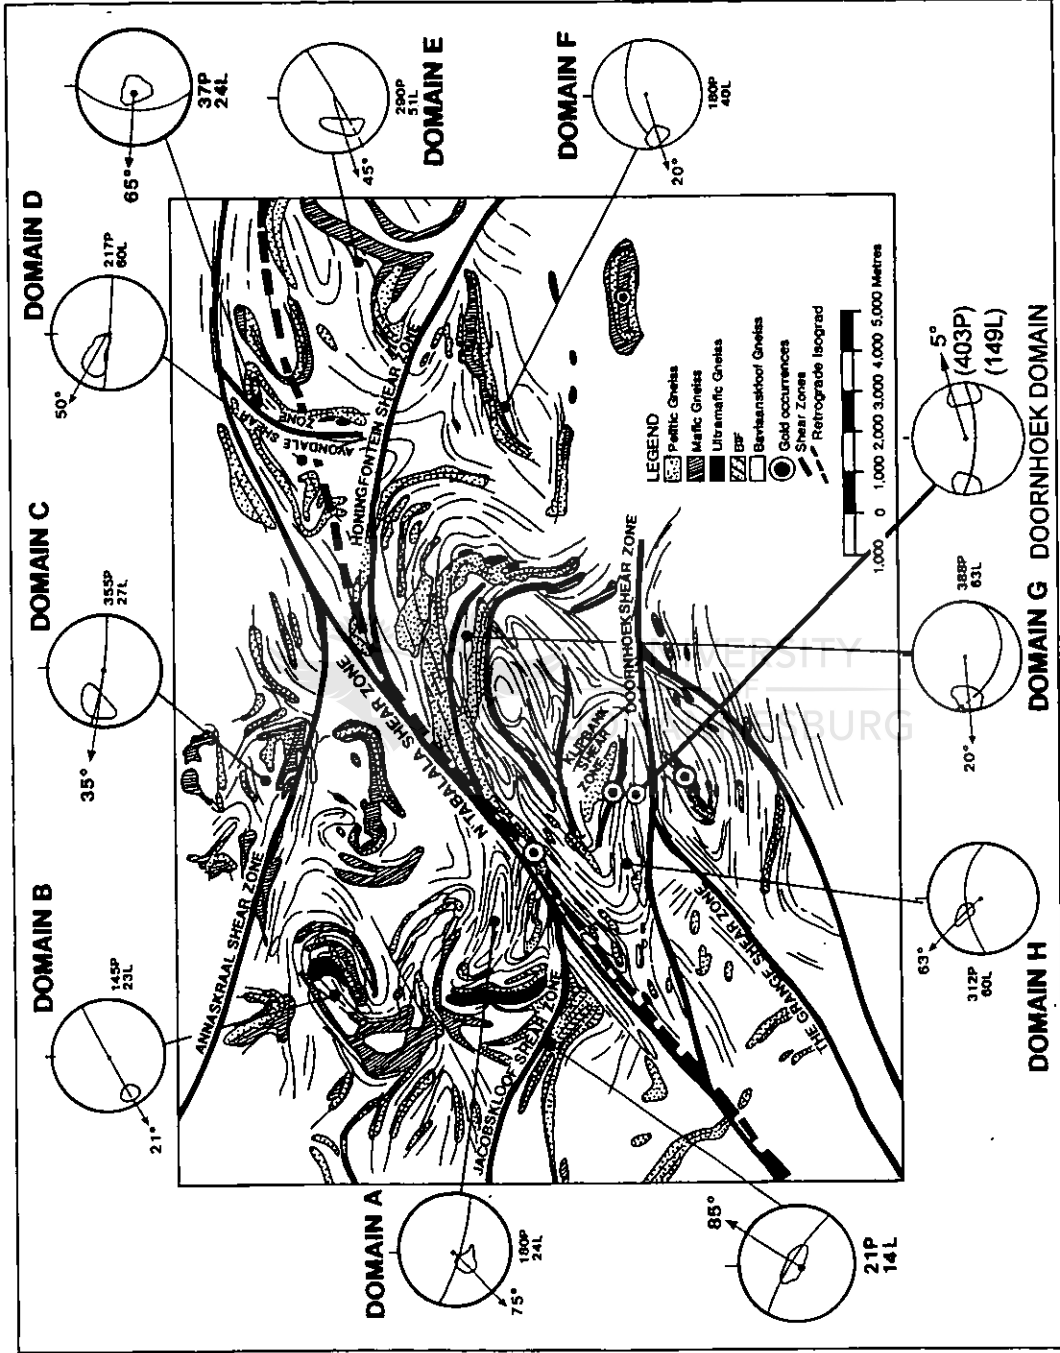 DOMAIN B
145P
23L
21°
DOMAIN C
355P
27L
35°
DOMAIN D
217P
60L
50°
37P
24L
65°
290P
51L
45°
DOMAIN E
DOMAIN F
180P
40L
20°
DOMAIN A
180P
24L
75°
85°
21P
14L
DOMAIN H
312P
60L
63°
DOMAIN G
388P
63L
20°
DOORNHOEK DOMAIN
(403P)
(149L)
5°
ANNASKRAAL SHEAR ZONE
N'TABALALA SHEAR ZONE
AVONDALE SHEAR
ZONE
HONINGFONTEIN SHEAR ZONE
JACOBSKLOOF SHEAR ZONE
KLIPBANK
SHEAR
ZONE
DOORNHOEK SHEAR ZONE
THE GRANGE SHEAR ZONE
LEGEND
Pelitic Gneiss
Mafic Gneiss
Ultramafic Gneiss
BIF
Baviaanskloof Gneiss
Gold occurrences
Shear Zones
Retrograde Isograd
1,000 0 1,000 2,000 3,000 4,000 5,000 Metres